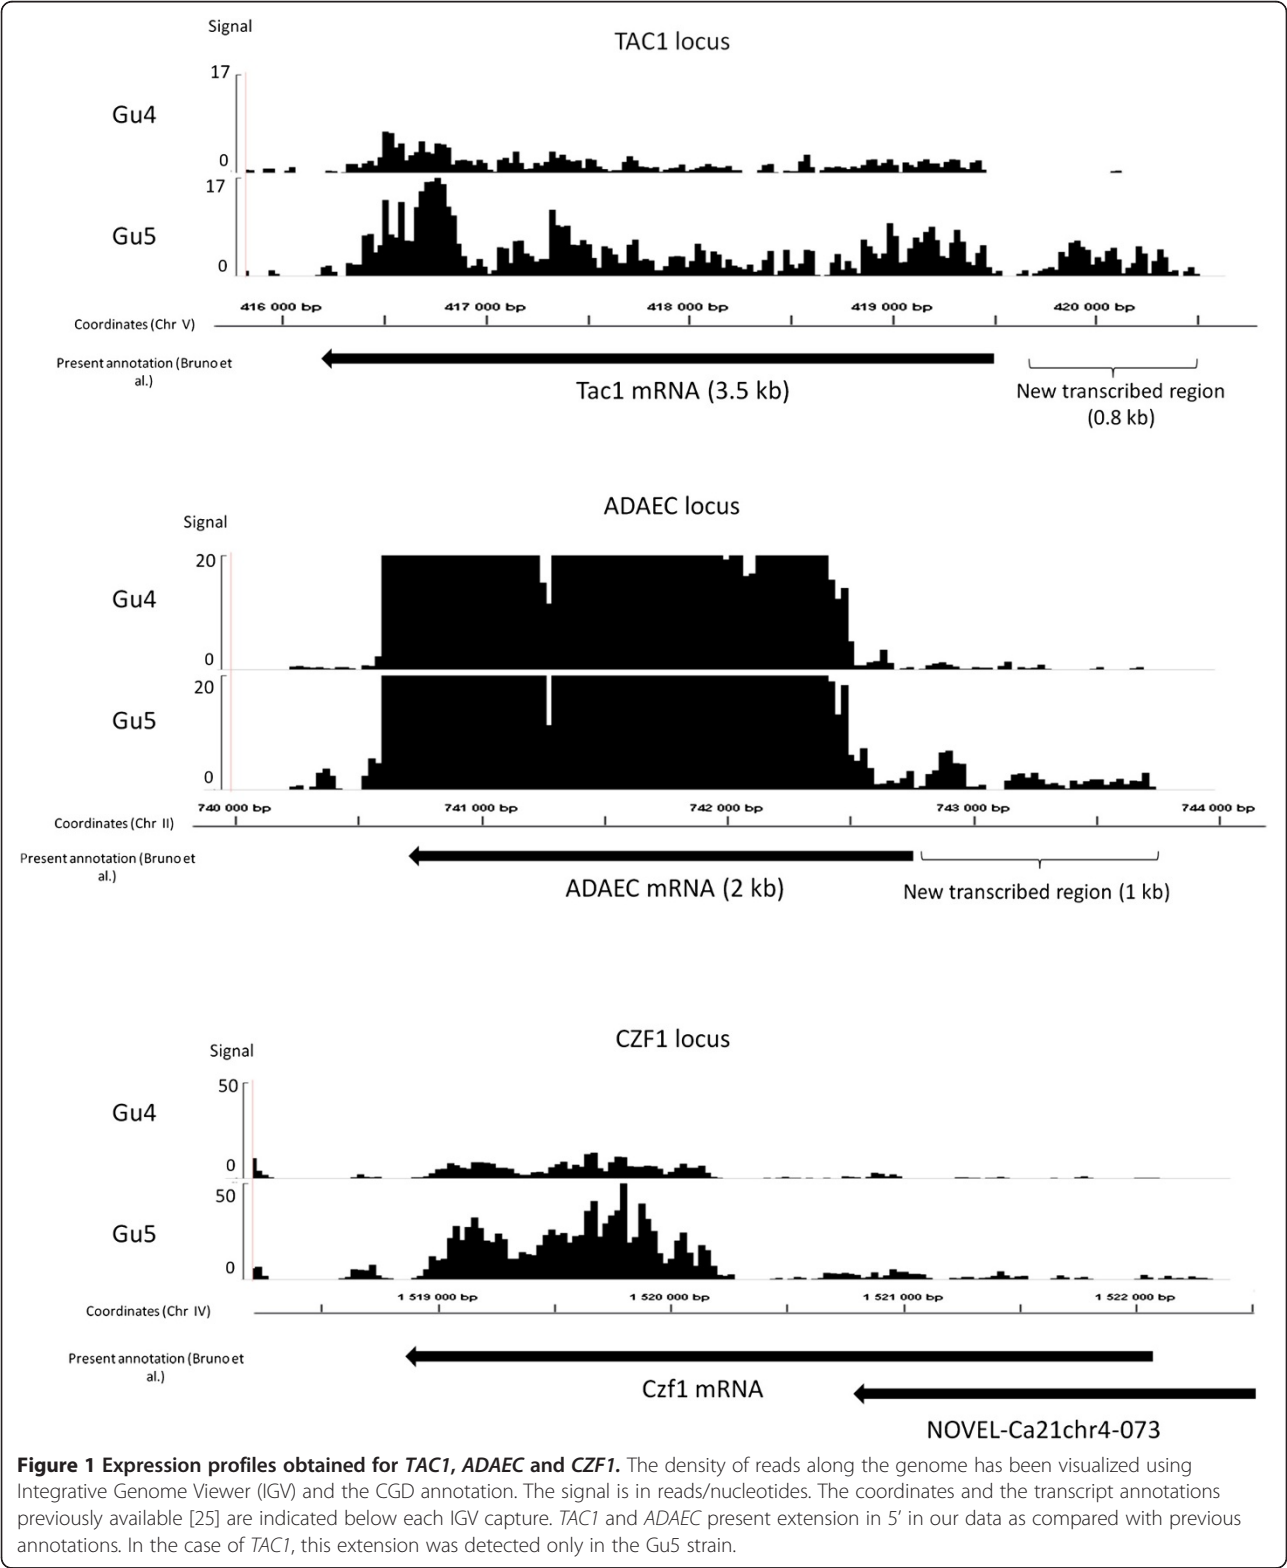 Signal
TAC1 locus
17
Gu4
0
17
Gu5
0
416 000 bp 417 000 bp 418 000 bp 419 000 bp 420 000 bp
Coordinates (Chr V)
Present annotation (Bruno et
al.)
Tac1 mRNA (3.5 kb)
New transcribed region
(0.8 kb)
ADAEC locus
Signal
20
Gu4
0
20
Gu5
0
740 000 bp 741 000 bp 742 000 bp 743 000 bp 744 000 bp
Coordinates (Chr II)
Present annotation (Bruno et
al.)
ADAEC mRNA (2 kb)
New transcribed region (1 kb)
CZF1 locus
Signal
50
Gu4
0
50
Gu5
0
1 519 000 bp 1 520 000 bp 1 521 000 bp 1 522 000 bp
Coordinates (Chr IV)
Present annotation (Bruno et
al.)
Czf1 mRNA
NOVEL-Ca21chr4-073
Figure 1 Expression profiles obtained for TAC1, ADAEC and CZF1. The density of reads along the genome has been visualized using
Integrative Genome Viewer (IGV) and the CGD annotation. The signal is in reads/nucleotides. The coordinates and the transcript annotations
previously available [25] are indicated below each IGV capture. TAC1 and ADAEC present extension in 5’ in our data as compared with previous
annotations. In the case of TAC1, this extension was detected only in the Gu5 strain.